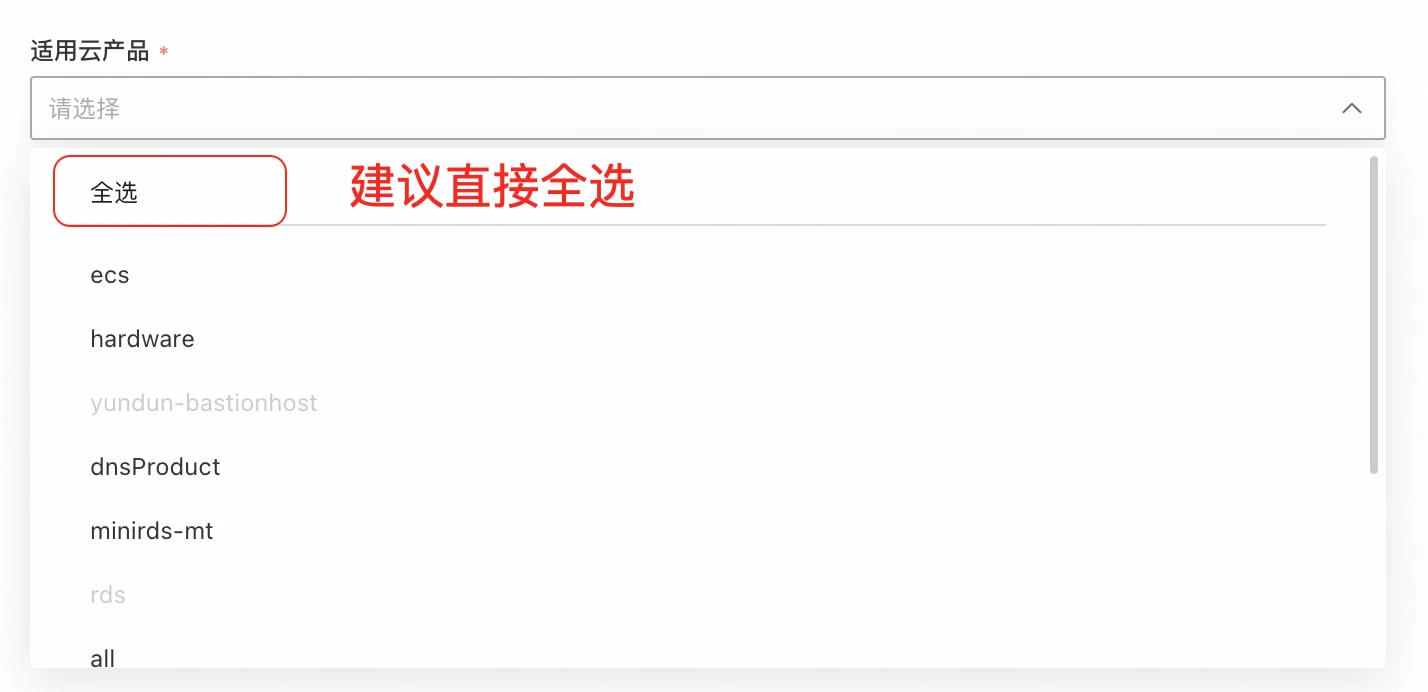 适用云产品 *
请选择
全选
建议直接全选
ecs
hardware
yundun-bastionhost
dnsProduct
minirds-mt
rds
all